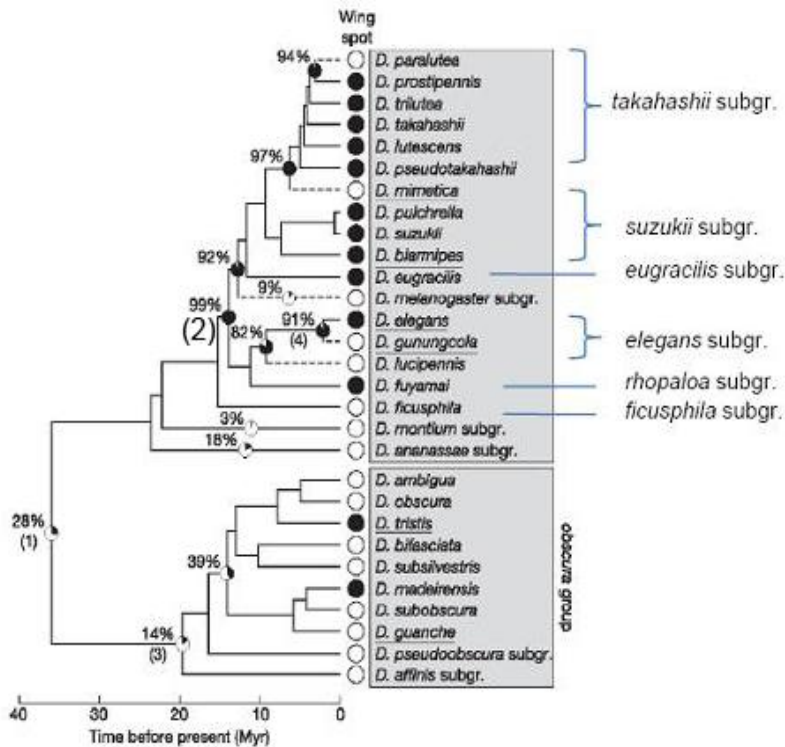 Wing
spot
94%
D. paralutea
D. prostipennis
D. trilutea
takahashii subgr.
D. takahashii
D. lutescens
97%
D. pseudotakahashii
D. mimetica
D. pulchrella
D. suzukii
suzukii subgr.
D. biarmipes
92%
D. eugracilis
eugracilis subgr.
9%
D. melanogaster subgr.
99%
(2)
91%
(4)
D. elegans
82%
D. gunungcola
elegans subgr.
D. lucipennis
D. fuyamai
rhopaloa subgr.
D. ficusphila
ficusphila subgr.
3%
D. montium subgr.
18%
D. ananassae subgr.
D. ambigua
D. obscura
28%
(1)
D. tristis
D. bifasciata
39%
D. subsilvestris
D. madeirensis
D. subobscura
D. guanche
14%
(3)
D. pseudoobscura subgr.
D. affinis subgr.
obscura group
40 30 20 10 0
Time before present (Myr)